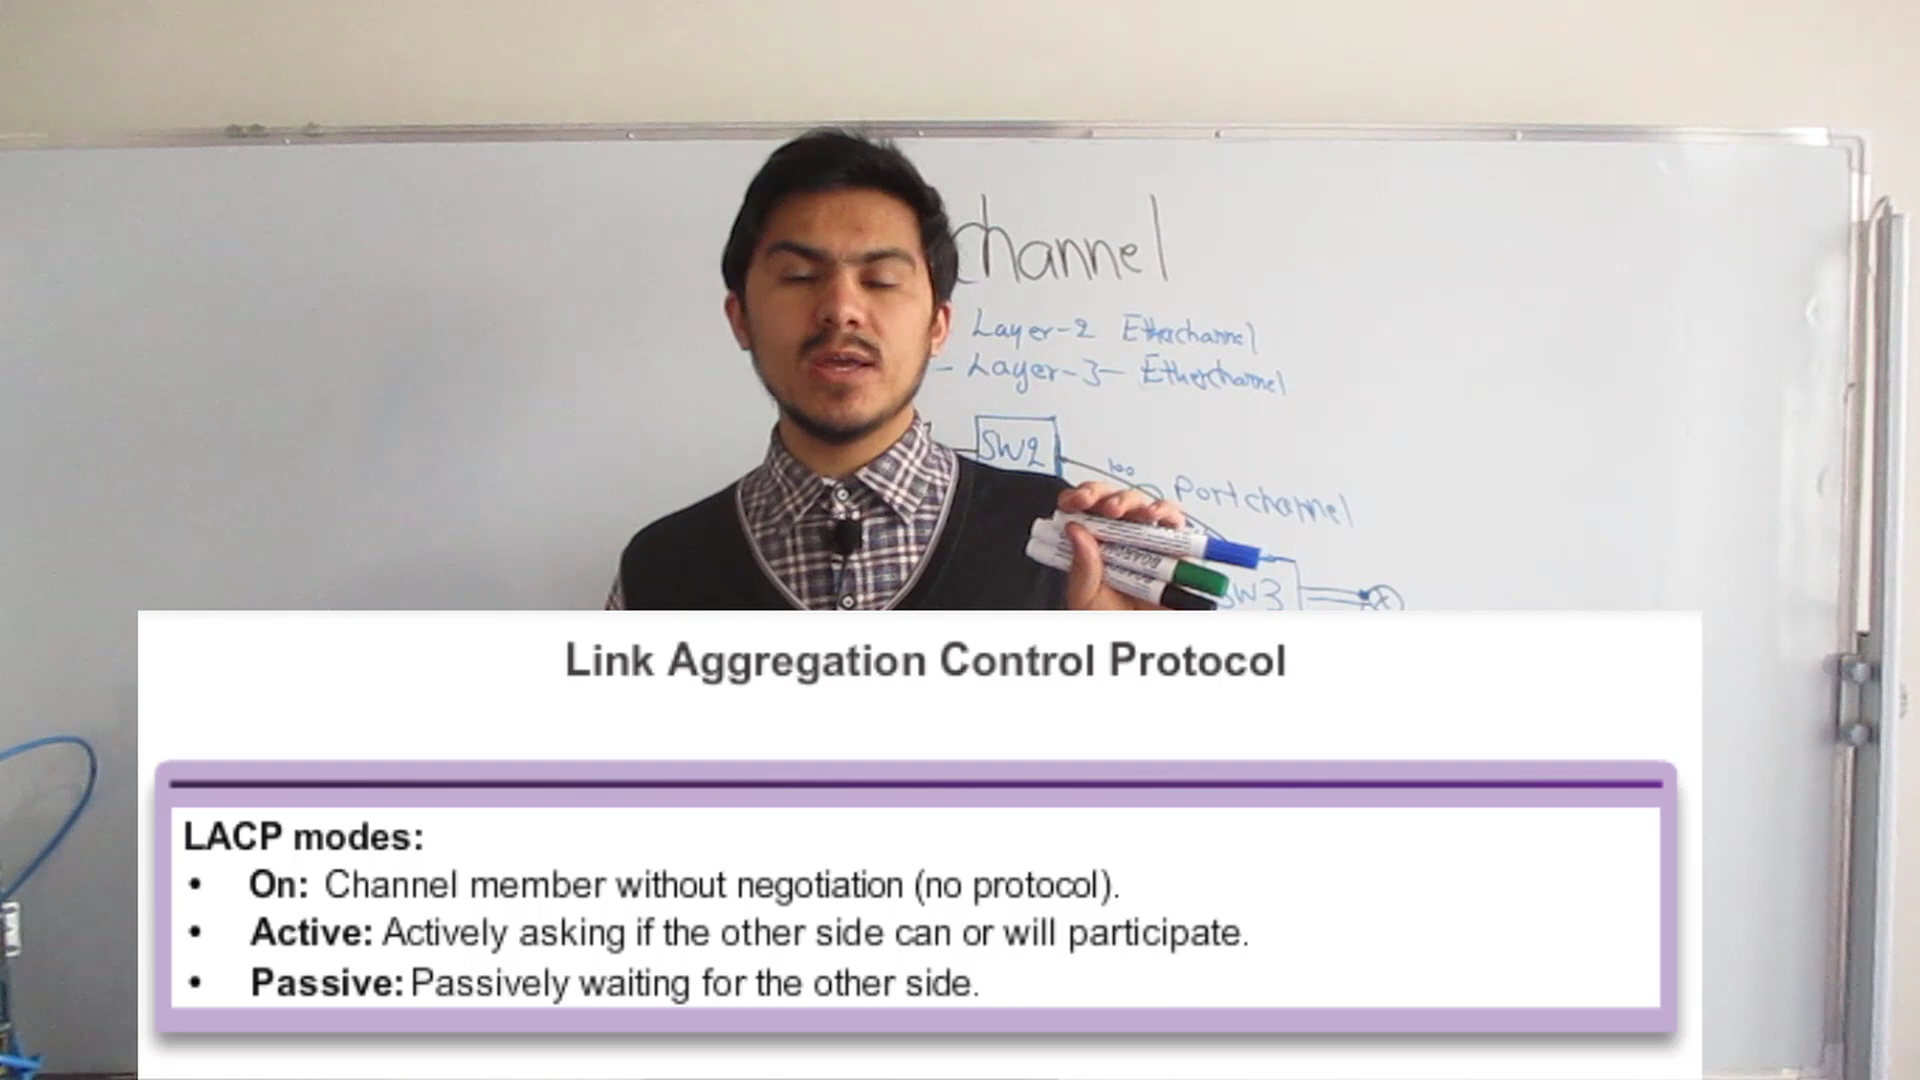 channel
Layer-2 Etherchannel
- Layer-3- Etherchannel
SW2
100
Portchannel
SW3
Link Aggregation Control Protocol
LACP modes:
• On: Channel member without negotiation (no protocol).
• Active: Actively asking if the other side can or will participate.
• Passive: Passively waiting for the other side.